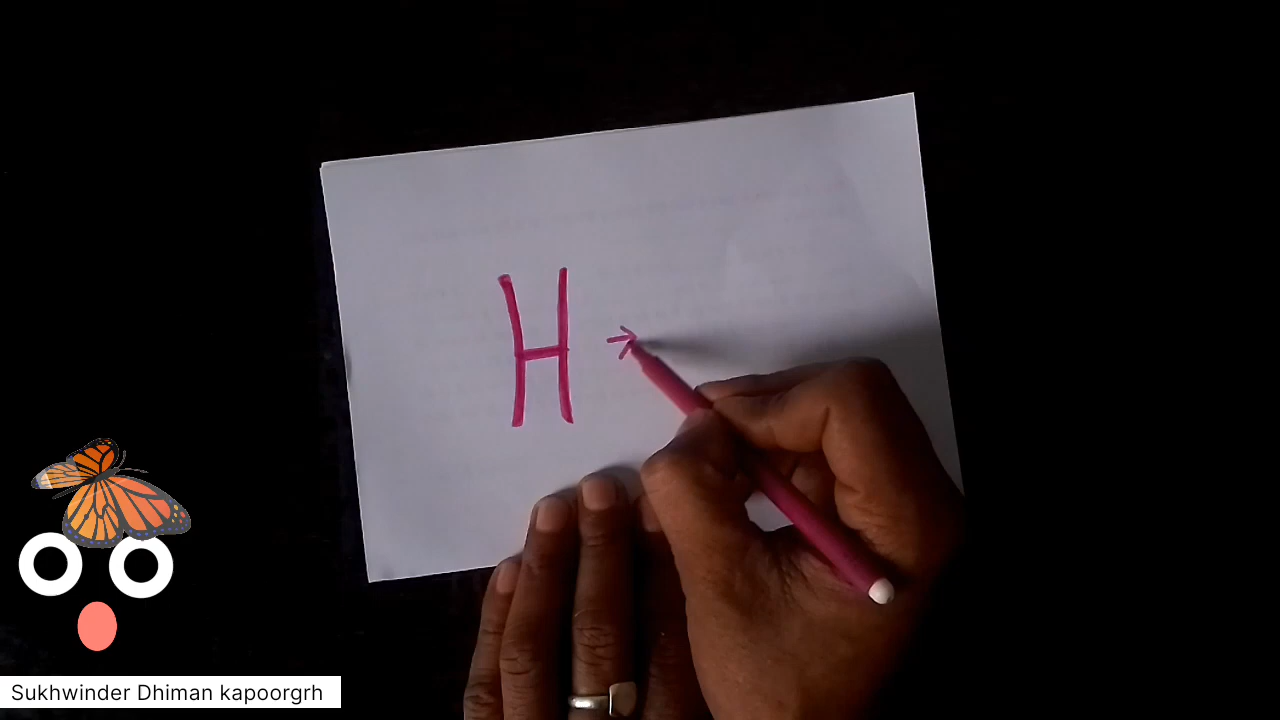 H →
Sukhwinder Dhiman kapoorgrh